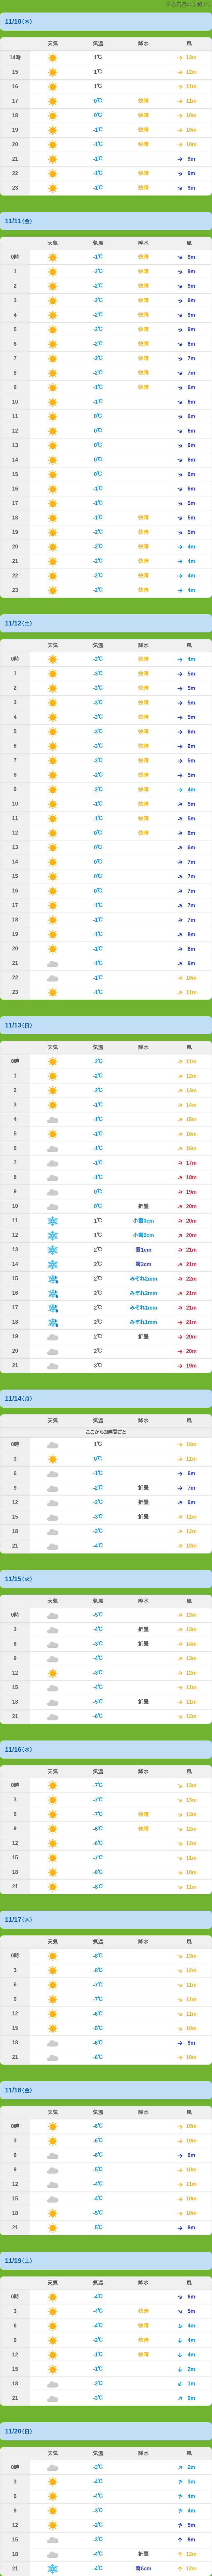 11/10(木)
天気 気温 降水 風
14時 1℃ → 13m
15 1℃ → 12m
16 1℃ → 11m
17 0℃ 快晴 → 11m
18 0℃ 快晴 10m
19 -1℃ 快晴 10m
20 -1℃ 快晴 10m
21 -1℃ → 9m
22 -1℃ 快晴 9m
23 -1℃ 快晴 9m
11/11(金)
天気 気温 降水 風
0時 -1℃ 快晴 9m
1 -2℃ 快晴 9m
2 -2℃ 快晴 9m
3 -2℃ 快晴 9m
4 -2℃ 快晴 9m
5 -2℃ 快晴 9m
6 -2℃ 快晴 8m
7 -2℃ 快晴 7m
8 -2℃ 快晴 7m
9 -1℃ 快晴 6m
10 -1℃ 6m
11 0℃ 6m
12 0℃ 6m
13 0℃ 6m
14 0℃ 6m
15 0℃ 6m
16 -1℃ 6m
17 -1℃ 5m
18 -1℃ 快晴 5m
19 -2℃ 快晴 5m
20 -2℃ → 4m
21 -2℃ → 4m
22 -2℃ → 4m
23 -2℃ → 4m
11/12(土)
天気 気温 降水 風
0時 -3℃ 快晴 → 4m
1 -3℃ 快晴 → 5m
2 -3℃ 快晴 → 5m
3 -3℃ 快晴 → 5m
4 -3℃ 快晴 → 5m
5 -3℃ 快晴 → 6m
6 -3℃ 快晴 → 6m
7 -3℃ 快晴 → 5m
8 -2℃ 快晴 → 5m
9 -2℃ 快晴 → 4m
10 -1℃ 快晴 5m
11 -1℃ 快晴 5m
12 0℃ 快晴 6m
13 0℃ 6m
14 0℃ 7m
15 0℃ 7m
16 0℃ 7m
17 -1℃ 7m
18 -1℃ 7m
19 -1℃ 8m
20 -1℃ 8m
21 -1℃ 9m
22 -1℃ 10m
23 -1℃ 11m
11/13(日)
天気 気温 降水 風
0時 -2℃ 11m
1 -2℃ 12m
2 -2℃ 13m
3 -1℃ 14m
4 -1℃ 15m
5 -1℃ 16m
6 -1℃ 16m
7 -1℃ 17m
8 -1℃ 18m
9 0℃ 19m
10 0℃ 折曇 20m
11 1℃ 小雪0cm 20m
12 1℃ 小雪0cm 20m
13 2℃ 雪1cm 21m
14 2℃ 雪2cm 21m
15 2℃ みぞれ2mm 22m
16 2℃ みぞれ2mm 21m
17 2℃ みぞれ1mm 21m
18 2℃ みぞれ1mm → 21m
19 2℃ 折曇 → 20m
20 2℃ → 20m
21 3℃ → 19m
11/14(月)
天気 気温 降水 風
ここから3時間ごと
0時 1℃ → 16m
3 0℃ → 11m
6 -1℃ → 6m
9 -2℃ 折曇 → 7m
12 -2℃ 折曇 9m
15 -3℃ 折曇 11m
18 -3℃ 12m
21 -4℃ 13m
11/15(火)
天気 気温 降水 風
0時 -5℃ 13m
3 -4℃ 折曇 13m
6 -3℃ 折曇 14m
9 -4℃ 13m
12 -3℃ 12m
15 -4℃ → 11m
18 -5℃ 折曇 → 11m
21 -6℃ 12m
11/16(水)
天気 気温 降水 風
0時 -7℃ 13m
3 -7℃ 13m
6 -7℃ 快晴 13m
9 -6℃ 快晴 12m
12 -6℃ 12m
15 -7℃ 11m
18 -8℃ 10m
21 -8℃ 11m
11/17(木)
天気 気温 降水 風
0時 -8℃ 13m
3 -8℃ 12m
6 -7℃ 11m
9 -7℃ 11m
12 -6℃ 11m
15 -5℃ 10m
18 -6℃ → 9m
21 -6℃ → 10m
11/18(金)
天気 気温 降水 風
0時 -6℃ → 10m
3 -6℃ → 10m
6 -6℃ → 9m
9 -5℃ → 10m
12 -4℃ → 11m
15 -4℃ → 10m
18 -5℃ → 10m
21 -5℃ → 8m
11/19(土)
天気 気温 降水 風
0時 -4℃ 6m
3 -4℃ 快晴 5m
6 -4℃ 快晴 4m
9 -2℃ 快晴 4m
12 -1℃ 快晴 4m
15 -1℃ 2m
18 -2℃ 1m
21 -3℃ 0m
11/20(日)
天気 気温 降水 風
0時 -3℃ 2m
3 -4℃ 3m
6 -4℃ 4m
9 -3℃ 4m
12 -2℃ 5m
15 -3℃ 8m
18 -4℃ 折曇 12m
21 -4℃ 雪6cm 12m